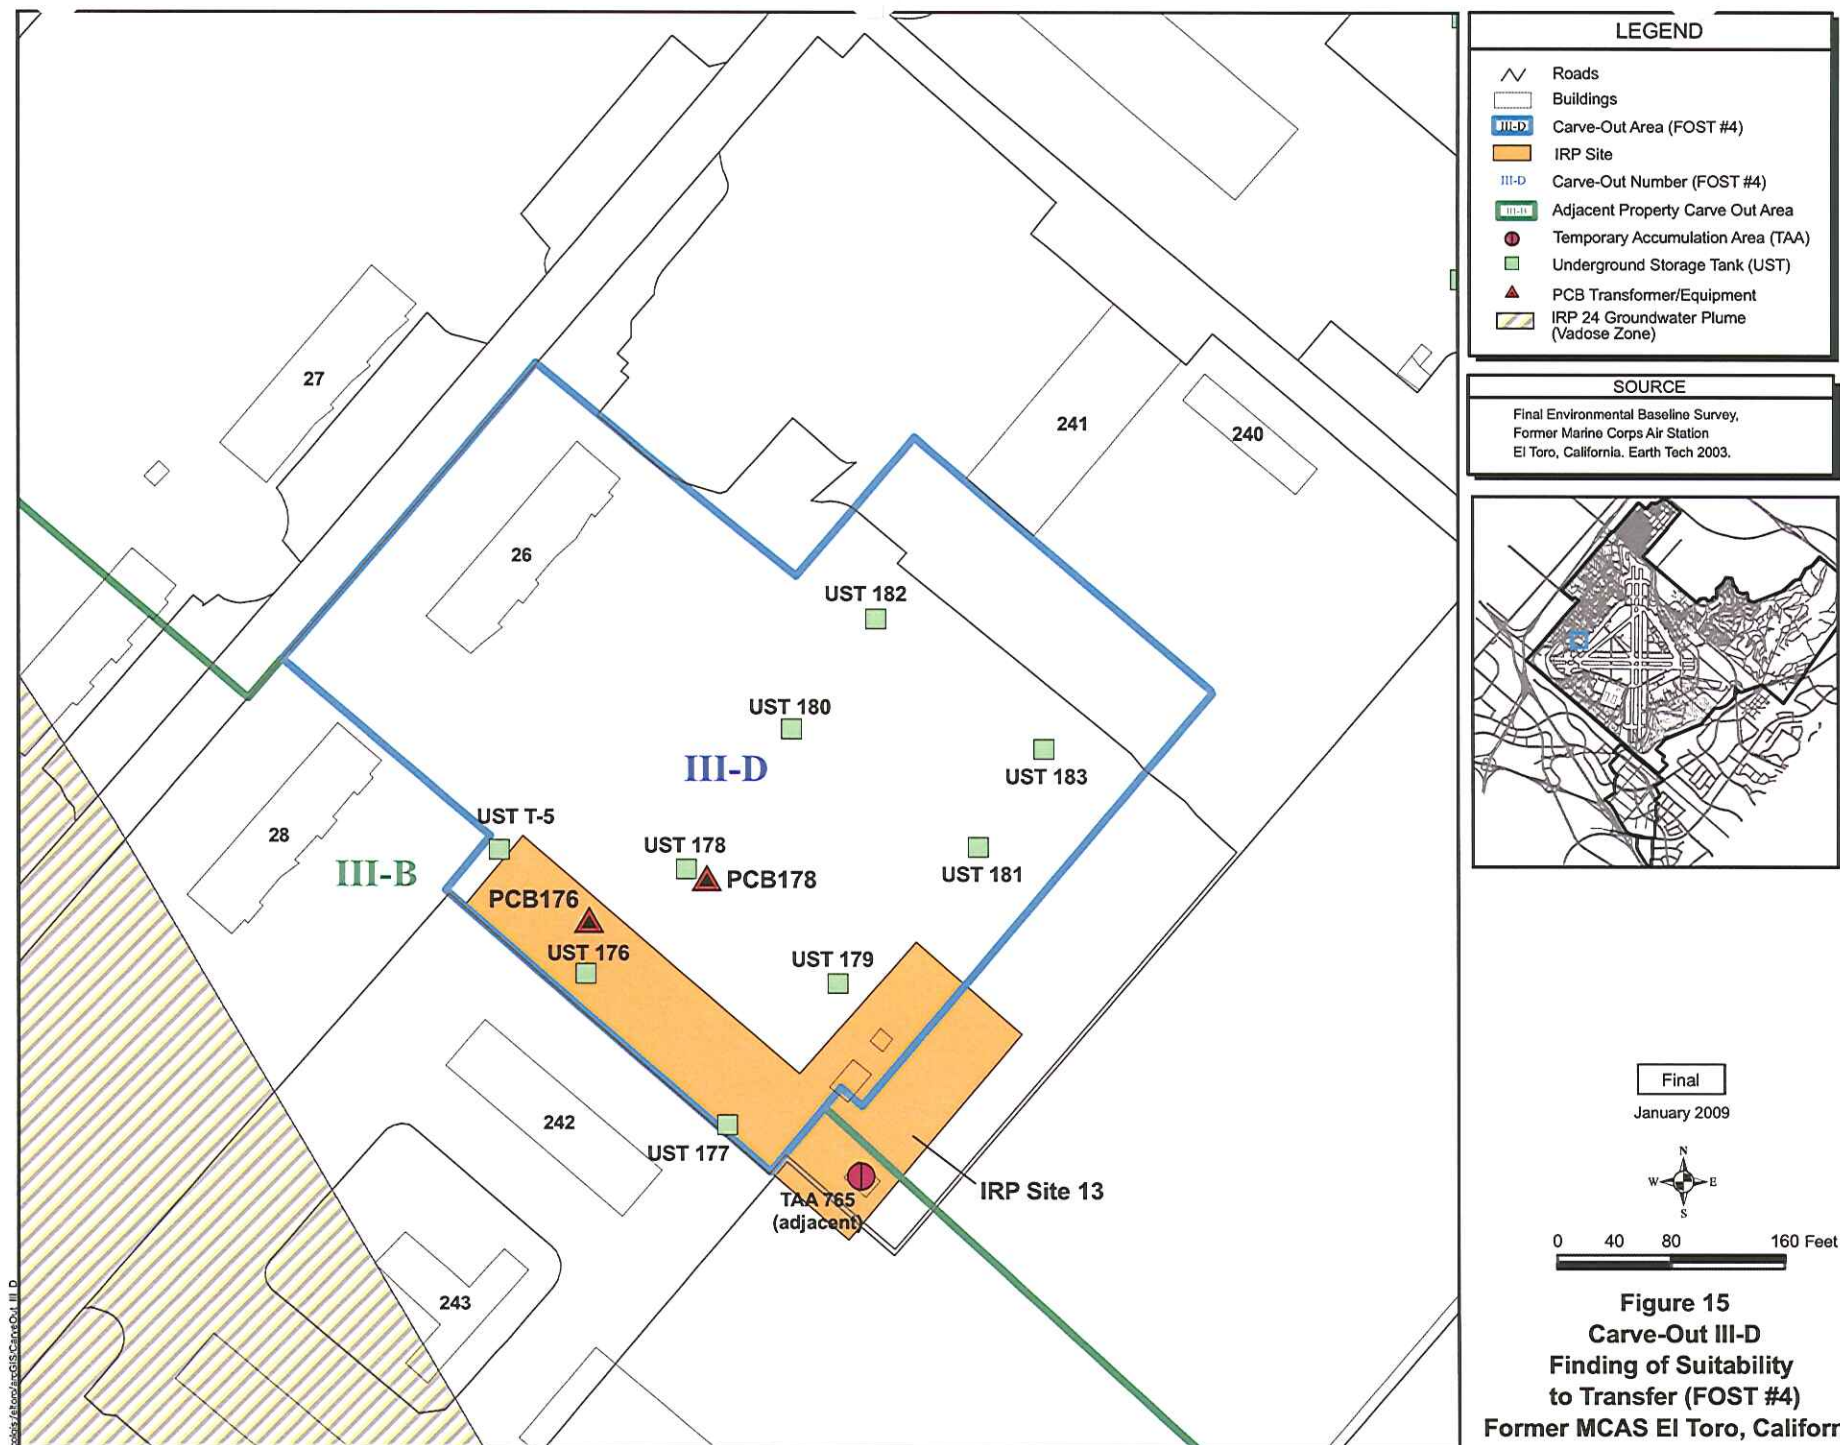 27
26
28
III-B
UST T-5
PCB176
UST 176
UST 178
PCB178
III-D
UST 180
UST 182
UST 183
UST 181
UST 179
UST 177
TAA 765
(adjacent)
IRP Site 13
241
240
242
243
LEGEND
Roads
Buildings
III-D Carve-Out Area (FOST #4)
IRP Site
III-D Carve-Out Number (FOST #4)
III-D Adjacent Property Carve Out Area
Temporary Accumulation Area (TAA)
Underground Storage Tank (UST)
PCB Transformer/Equipment
IRP 24 Groundwater Plume
(Vadose Zone)
SOURCE
Final Environmental Baseline Survey,
Former Marine Corps Air Station
El Toro, California. Earth Tech 2003.
Final
January 2009
N
W E
S
0 40 80 160 Feet
Figure 15
Carve-Out III-D
Finding of Suitability
to Transfer (FOST #4)
Former MCAS El Toro, Californ